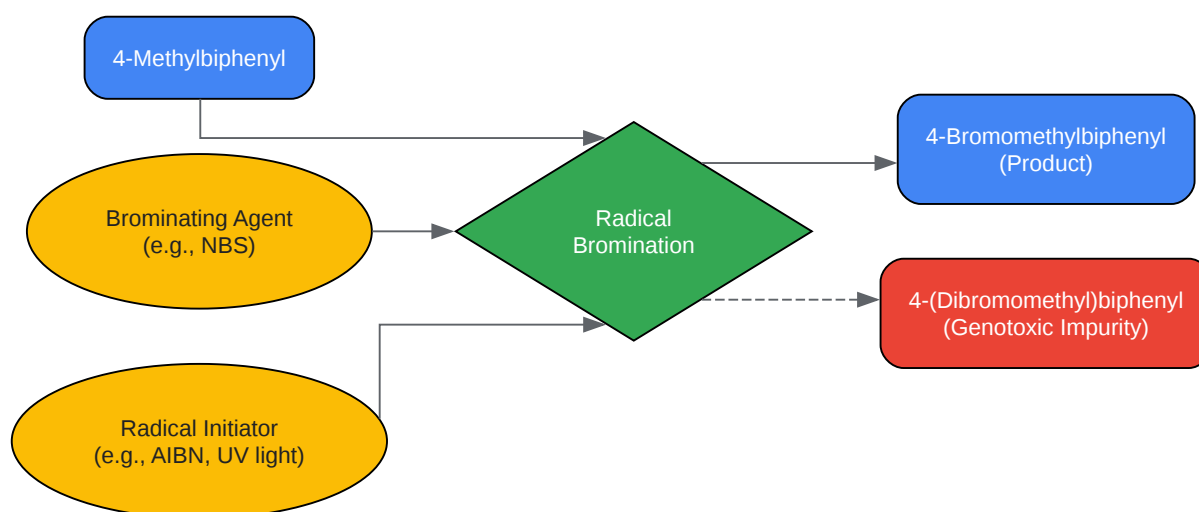 4-Methylbiphenyl
Brominating Agent
(e.g., NBS)
Radical Initiator
(e.g., AIBN, UV light)
Radical
Bromination
4-Bromomethylbiphenyl
(Product)
4-(Dibromomethyl)biphenyl
(Genotoxic Impurity)